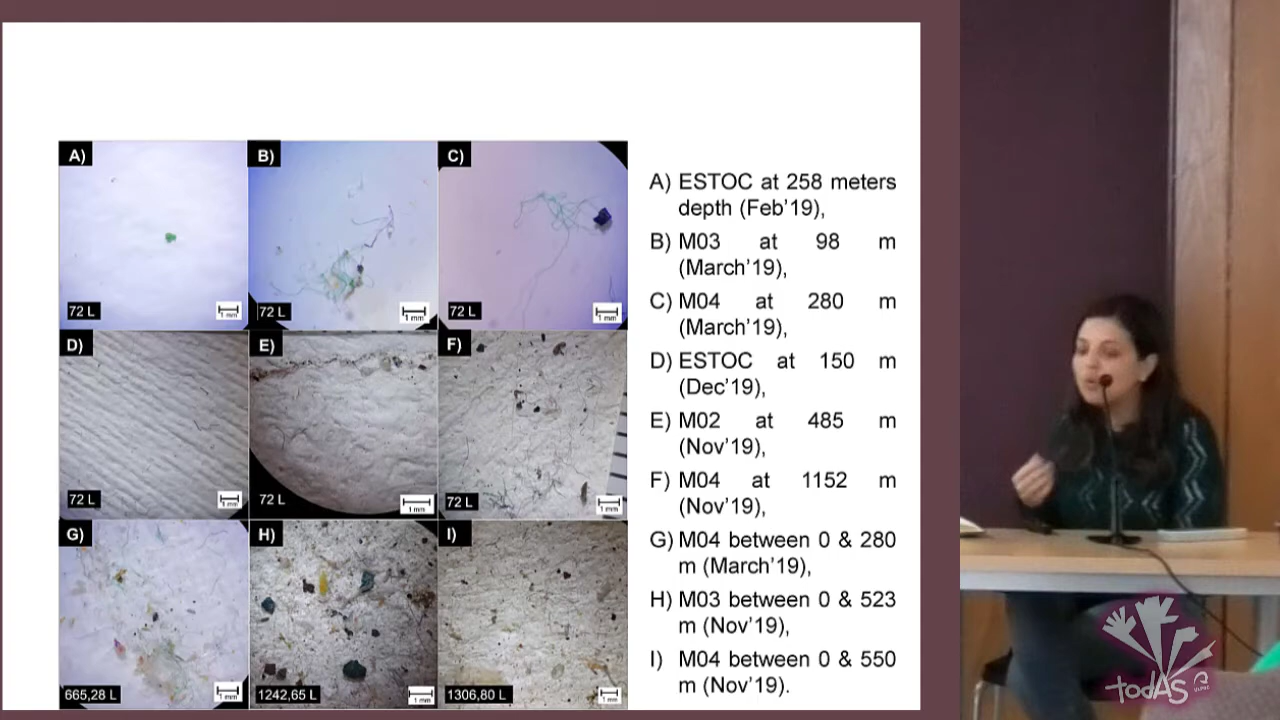 A)
B)
C)
72 L
1 mm
72 L
1 mm
72 L
1 mm
D)
E)
F)
72 L
1 mm
72 L
1 mm
72 L
1 mm
G)
H)
I)
665,28 L
1 mm
1242,65 L
1 mm
1306,80 L
1 mm
A) ESTOC at 258 meters
depth (Feb'19),
B) M03 at 98 m
(March'19),
C) M04 at 280 m
(March'19),
D) ESTOC at 150 m
(Dec'19),
E) M02 at 485 m
(Nov'19),
F) M04 at 1152 m
(Nov'19),
G) M04 between 0 & 280
m (March'19),
H) M03 between 0 & 523
m (Nov'19),
I) M04 between 0 & 550
m (Nov'19).
todAS